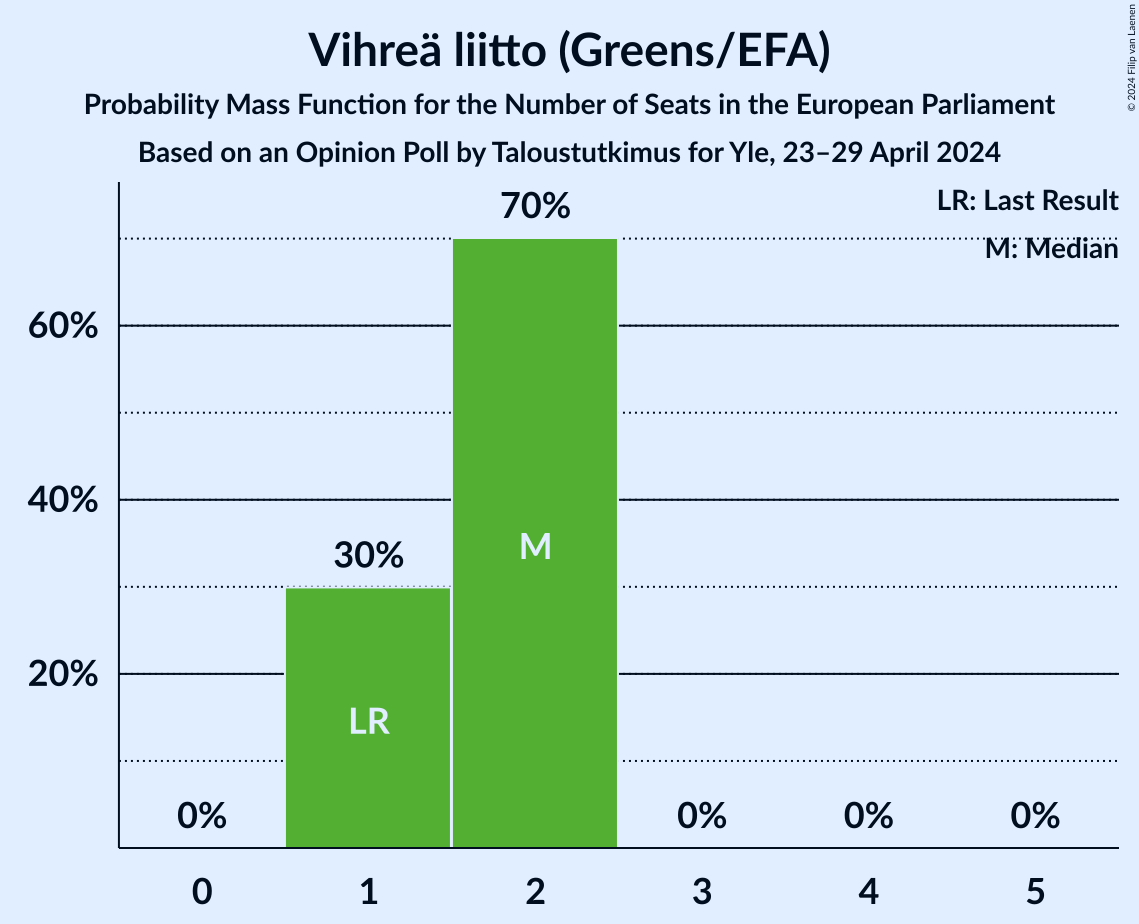 Vihreä liitto (Greens/EFA)
Probability Mass Function for the Number of Seats in the European Parliament
Based on an Opinion Poll by Taloustutkimus for Yle, 23–29 April 2024
© 2024 Filip van Laenen
LR: Last Result
M: Median
70%
60%
40%
30%
20%
M
LR
0%
0%
0%
0%
0
1
2
3
4
5